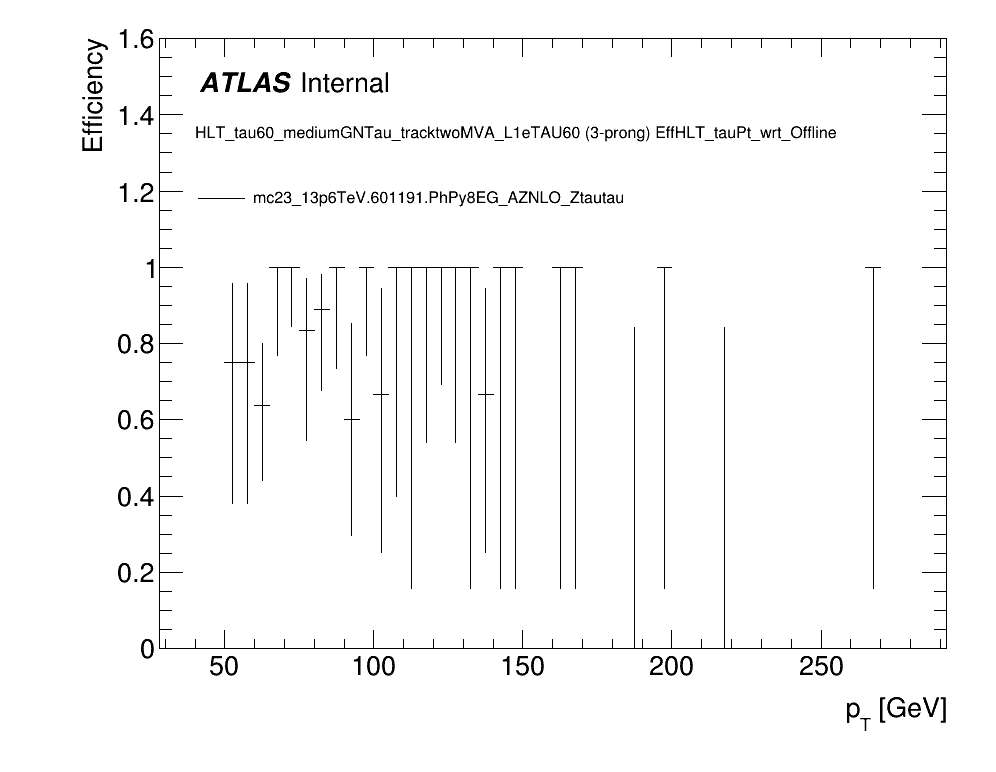 Efficiency
1.6
1.4
1.2
1
0.8
0.6
0.4
0.2
0
ATLAS Internal
HLT_tau60_mediumGNTau_tracktwoMVA_L1eTAU60 (3-prong) EffHLT_tauPt_wrt_Offline
mc23_13p6TeV.601191.PhPy8EG_AZNLO_Ztautau
50 100 150 200 250
p_T [GeV]